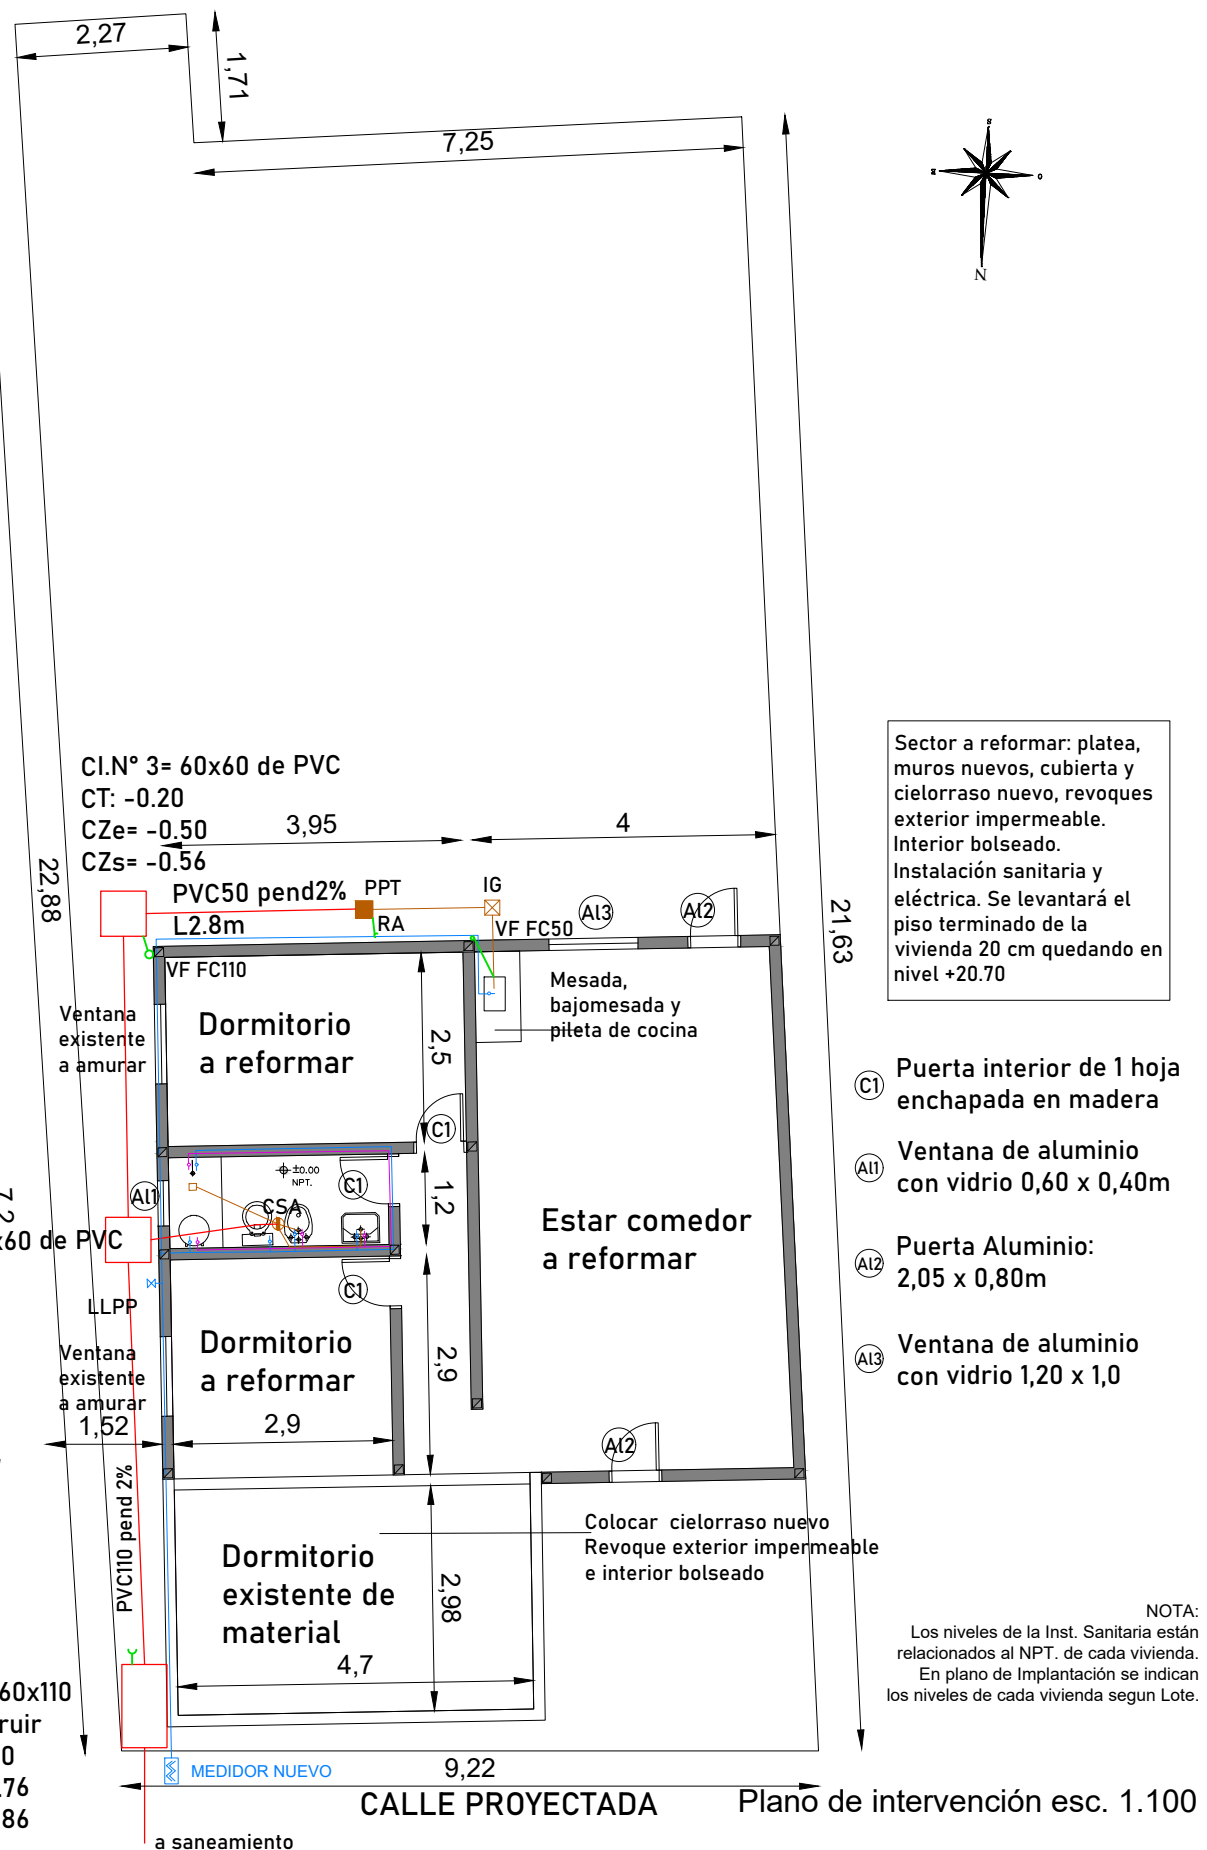 2,27
1,71
7,25
S
E
O
N
22,88
21,63
CI.N° 3= 60x60 de PVC
CT: -0.20
CZe= -0.50
CZs= -0.56
3,95
4
PVC50 pend2%
L2.8m
PPT
RA
IG
VF FC50
Al3
Al2
VF FC110
Sector a reformar: platea,
muros nuevos, cubierta y
cielorraso nuevo, revoques
exterior impermeable.
Interior bolseado.
Instalación sanitaria y
eléctrica. Se levantará el
piso terminado de la
vivienda 20 cm quedando en
nivel +20.70
Ventana
existente
a amurar
Dormitorio
a reformar
2,5
Mesada,
bajomesada y
pileta de cocina
C1
C1
Puerta interior de 1 hoja
enchapada en madera
Al1
Ventana de aluminio
con vidrio 0,60 x 0,40m
Al2
Puerta Aluminio:
2,05 x 0,80m
Al3
Ventana de aluminio
con vidrio 1,20 x 1,0
±0.00
NPT.
C1
Al1
CSA
1,2
7,2
x60 de PVC
Estar comedor
a reformar
C1
LLPP
Ventana
existente
a amurar
Dormitorio
a reformar
2,9
1,52
2,9
Al2
PVC110 pend 2%
Colocar cielorraso nuevo
Revoque exterior impermeable
e interior bolseado
Dormitorio
existente de
material
2,98
4,7
NOTA:
Los niveles de la Inst. Sanitaria están
relacionados al NPT. de cada vivienda.
En plano de Implantación se indican
los niveles de cada vivienda segun Lote.
60x110
ruir
0
.76
86
MEDIDOR NUEVO
9,22
CALLE PROYECTADA
Plano de intervención esc. 1.100
a saneamiento